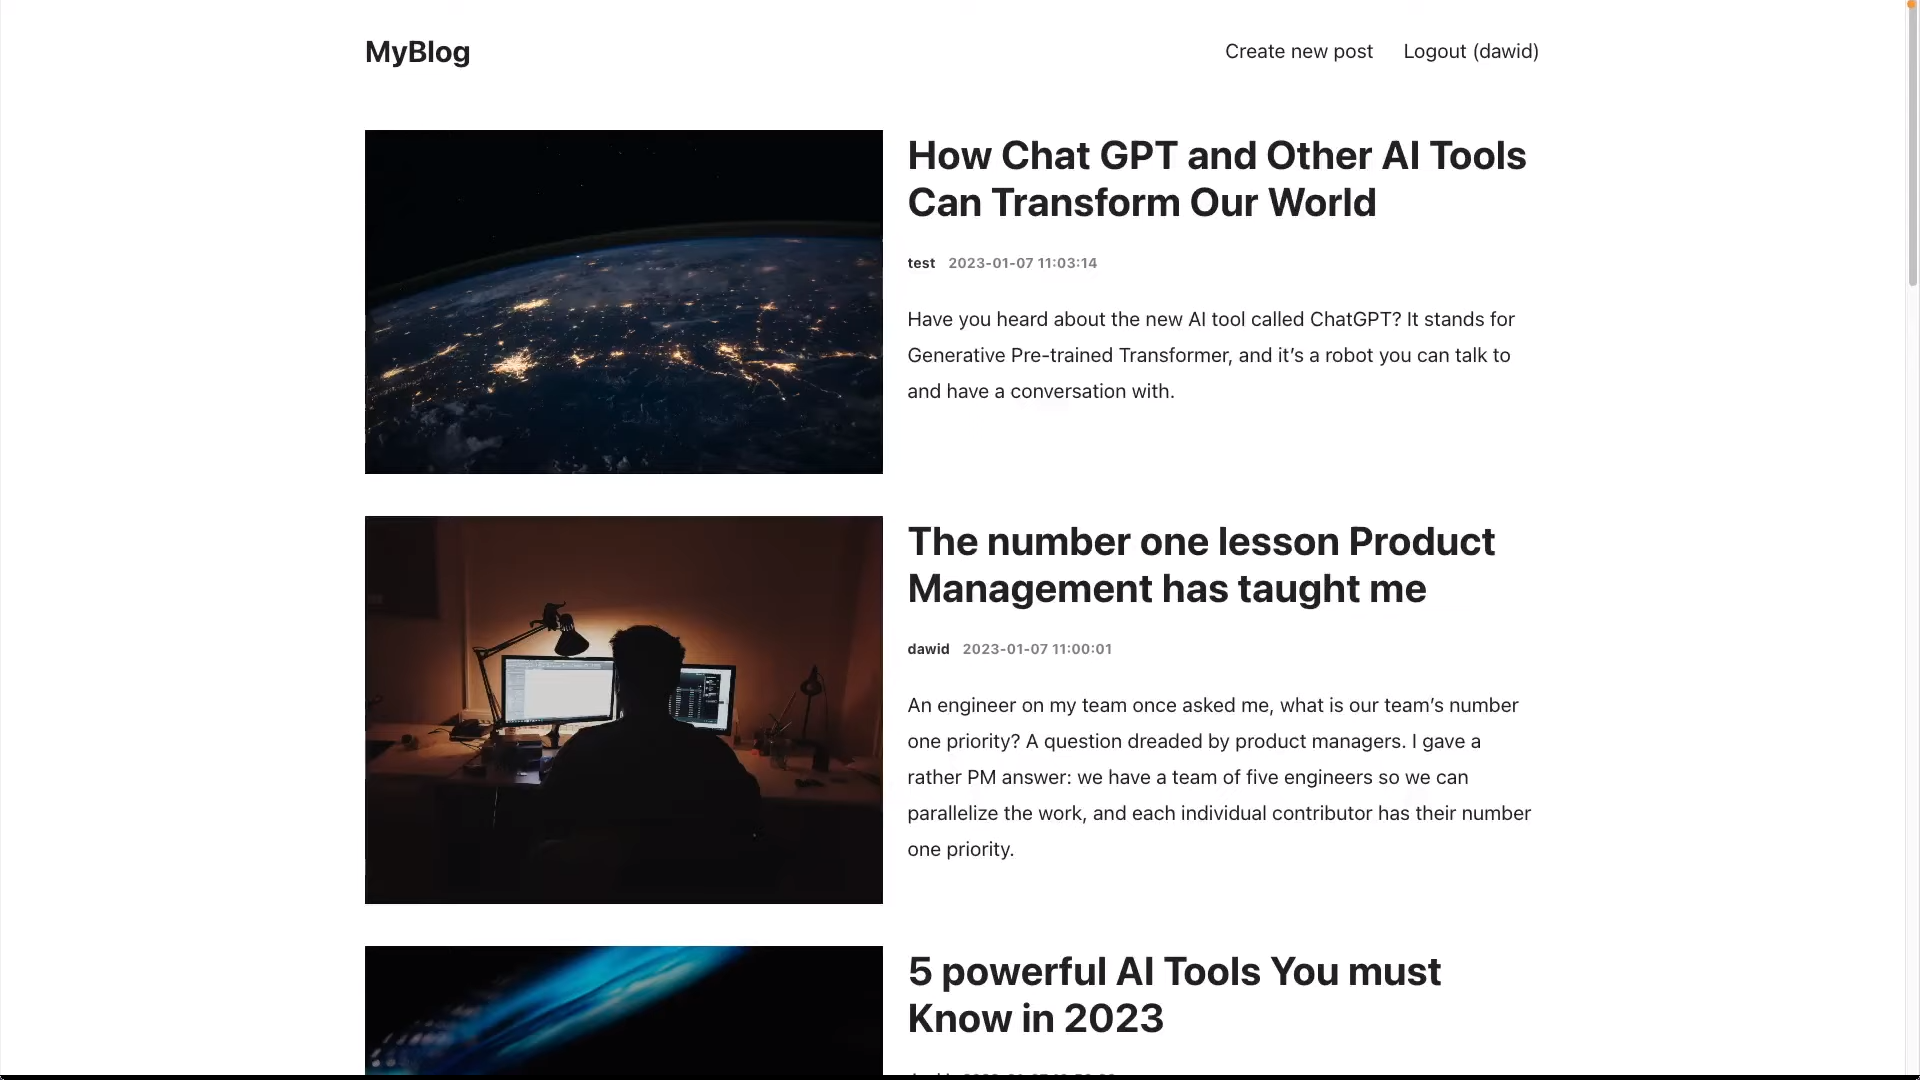 MyBlog
Create new post
Logout (dawid)
How Chat GPT and Other AI Tools
Can Transform Our World
test 2023-01-07 11:03:14
Have you heard about the new AI tool called ChatGPT? It stands for
Generative Pre-trained Transformer, and it’s a robot you can talk to
and have a conversation with.
The number one lesson Product
Management has taught me
dawid 2023-01-07 11:00:01
An engineer on my team once asked me, what is our team’s number
one priority? A question dreaded by product managers. I gave a
rather PM answer: we have a team of five engineers so we can
parallelize the work, and each individual contributor has their number
one priority.
5 powerful AI Tools You must
Know in 2023